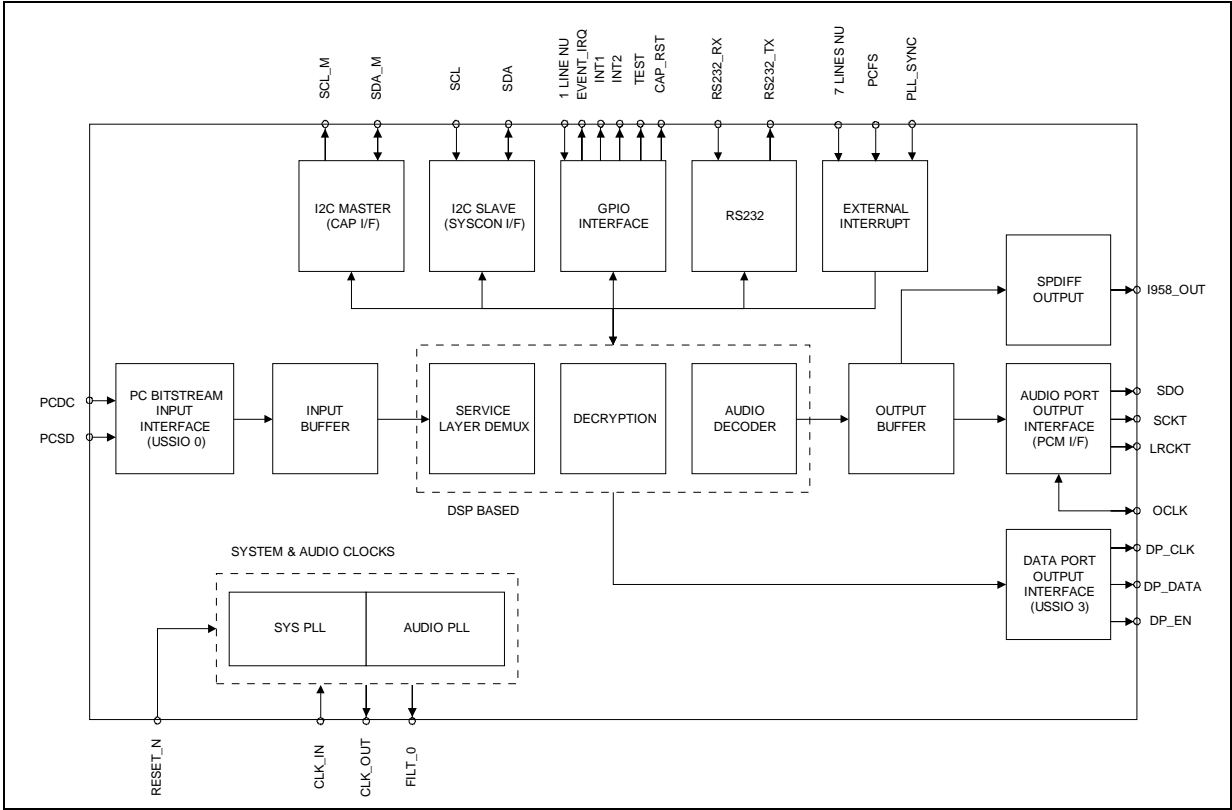 SCL_M
SDA_M
SCL
SDA
1 LINE NU
EVENT_IRQ
INT1
INT2
TEST
CAP_RST
RS232_RX
RS232_TX
7 LINES NU
PCFS
PLL_SYNC
I2C MASTER
(CAP I/F)
I2C SLAVE
(SYSCON I/F)
GPIO
INTERFACE
RS232
EXTERNAL
INTERRUPT
SPDIFF
OUTPUT
I958_OUT
PCDC
PCSD
PC BITSTREAM
INPUT
INTERFACE
(USSIO 0)
INPUT
BUFFER
SERVICE
LAYER DEMUX
DECRYPTION
AUDIO
DECODER
OUTPUT
BUFFER
AUDIO PORT
OUTPUT
INTERFACE
(PCM I/F)
SDO
SCKT
LRCKT
OCLK
DSP BASED
DATA PORT
OUTPUT
INTERFACE
(USSIO 3)
DP_CLK
DP_DATA
DP_EN
SYSTEM & AUDIO CLOCKS
SYS PLL
AUDIO PLL
RESET_N
CLK_IN
CLK_OUT
FILT_0